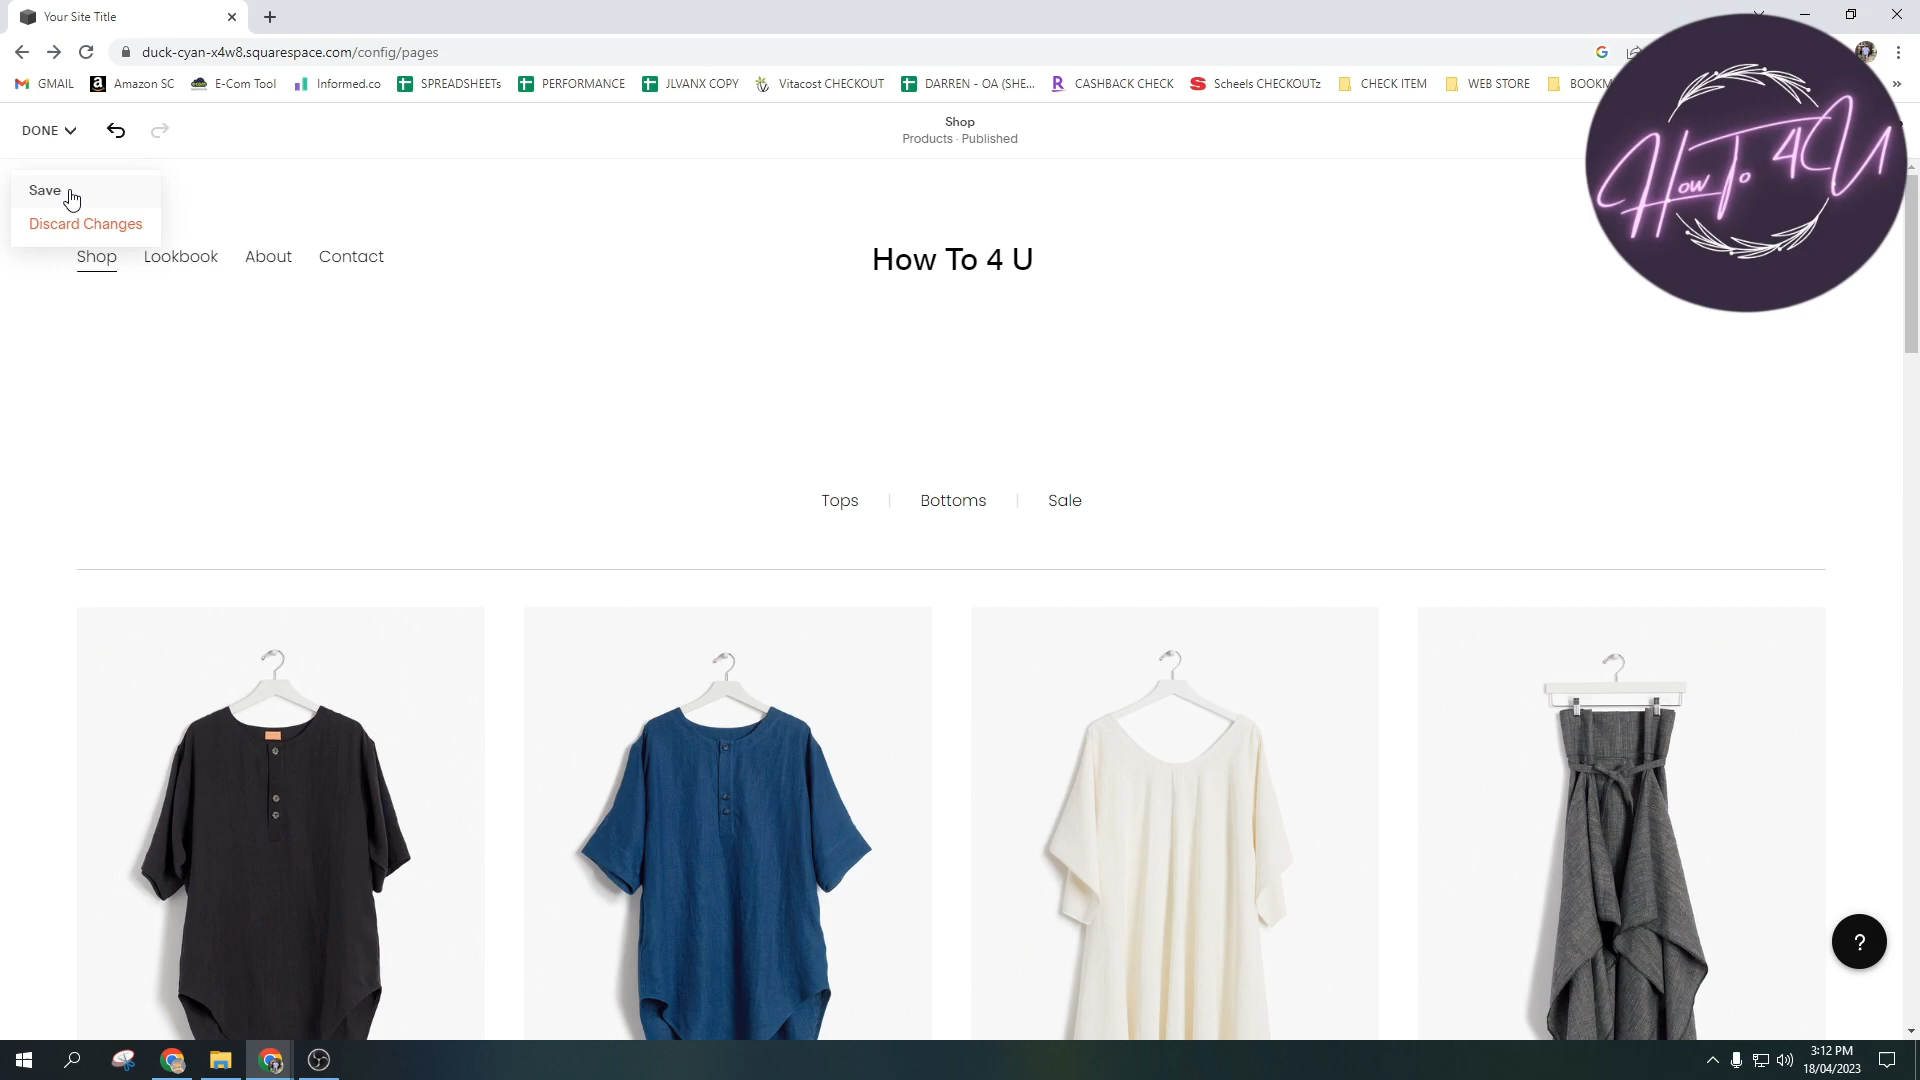 Your Site Title
duck-cyan-x4w8.squarespace.com/config/pages
GMAIL
Amazon SC
E-Com Tool
Informed.co
SPREADSHEETs
PERFORMANCE
JLVANX COPY
Vitacost CHECKOUT
DARREN - OA (SHE...
CASHBACK CHECK
Scheels CHECKOUTz
CHECK ITEM
WEB STORE
BOOKM
DONE
Shop
Products · Published
How To 4U
Save
Discard Changes
Shop
Lookbook
About
Contact
How To 4 U
Tops
Bottoms
Sale
?
3:12 PM
18/04/2023